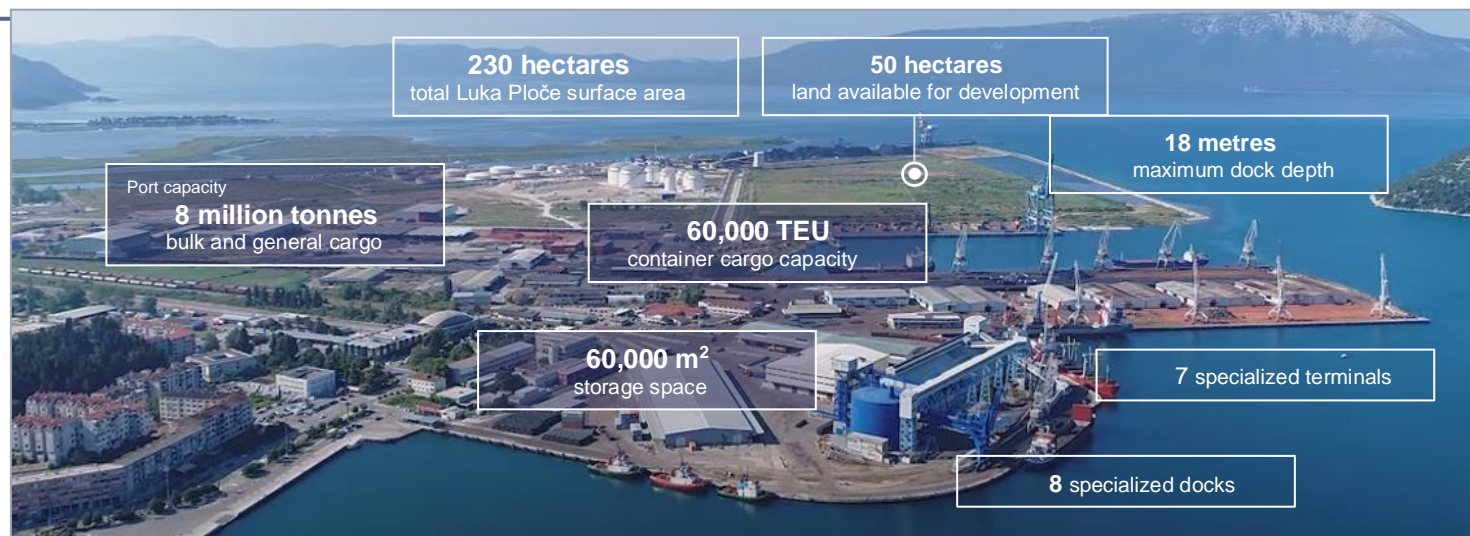 230 hectares
total Luka Ploče surface area
50 hectares
land available for development
18 metres
maximum dock depth
Port capacity
8 million tonnes
bulk and general cargo
60,000 TEU
container cargo capacity
60,000 m²
storage space
7 specialized terminals
8 specialized docks